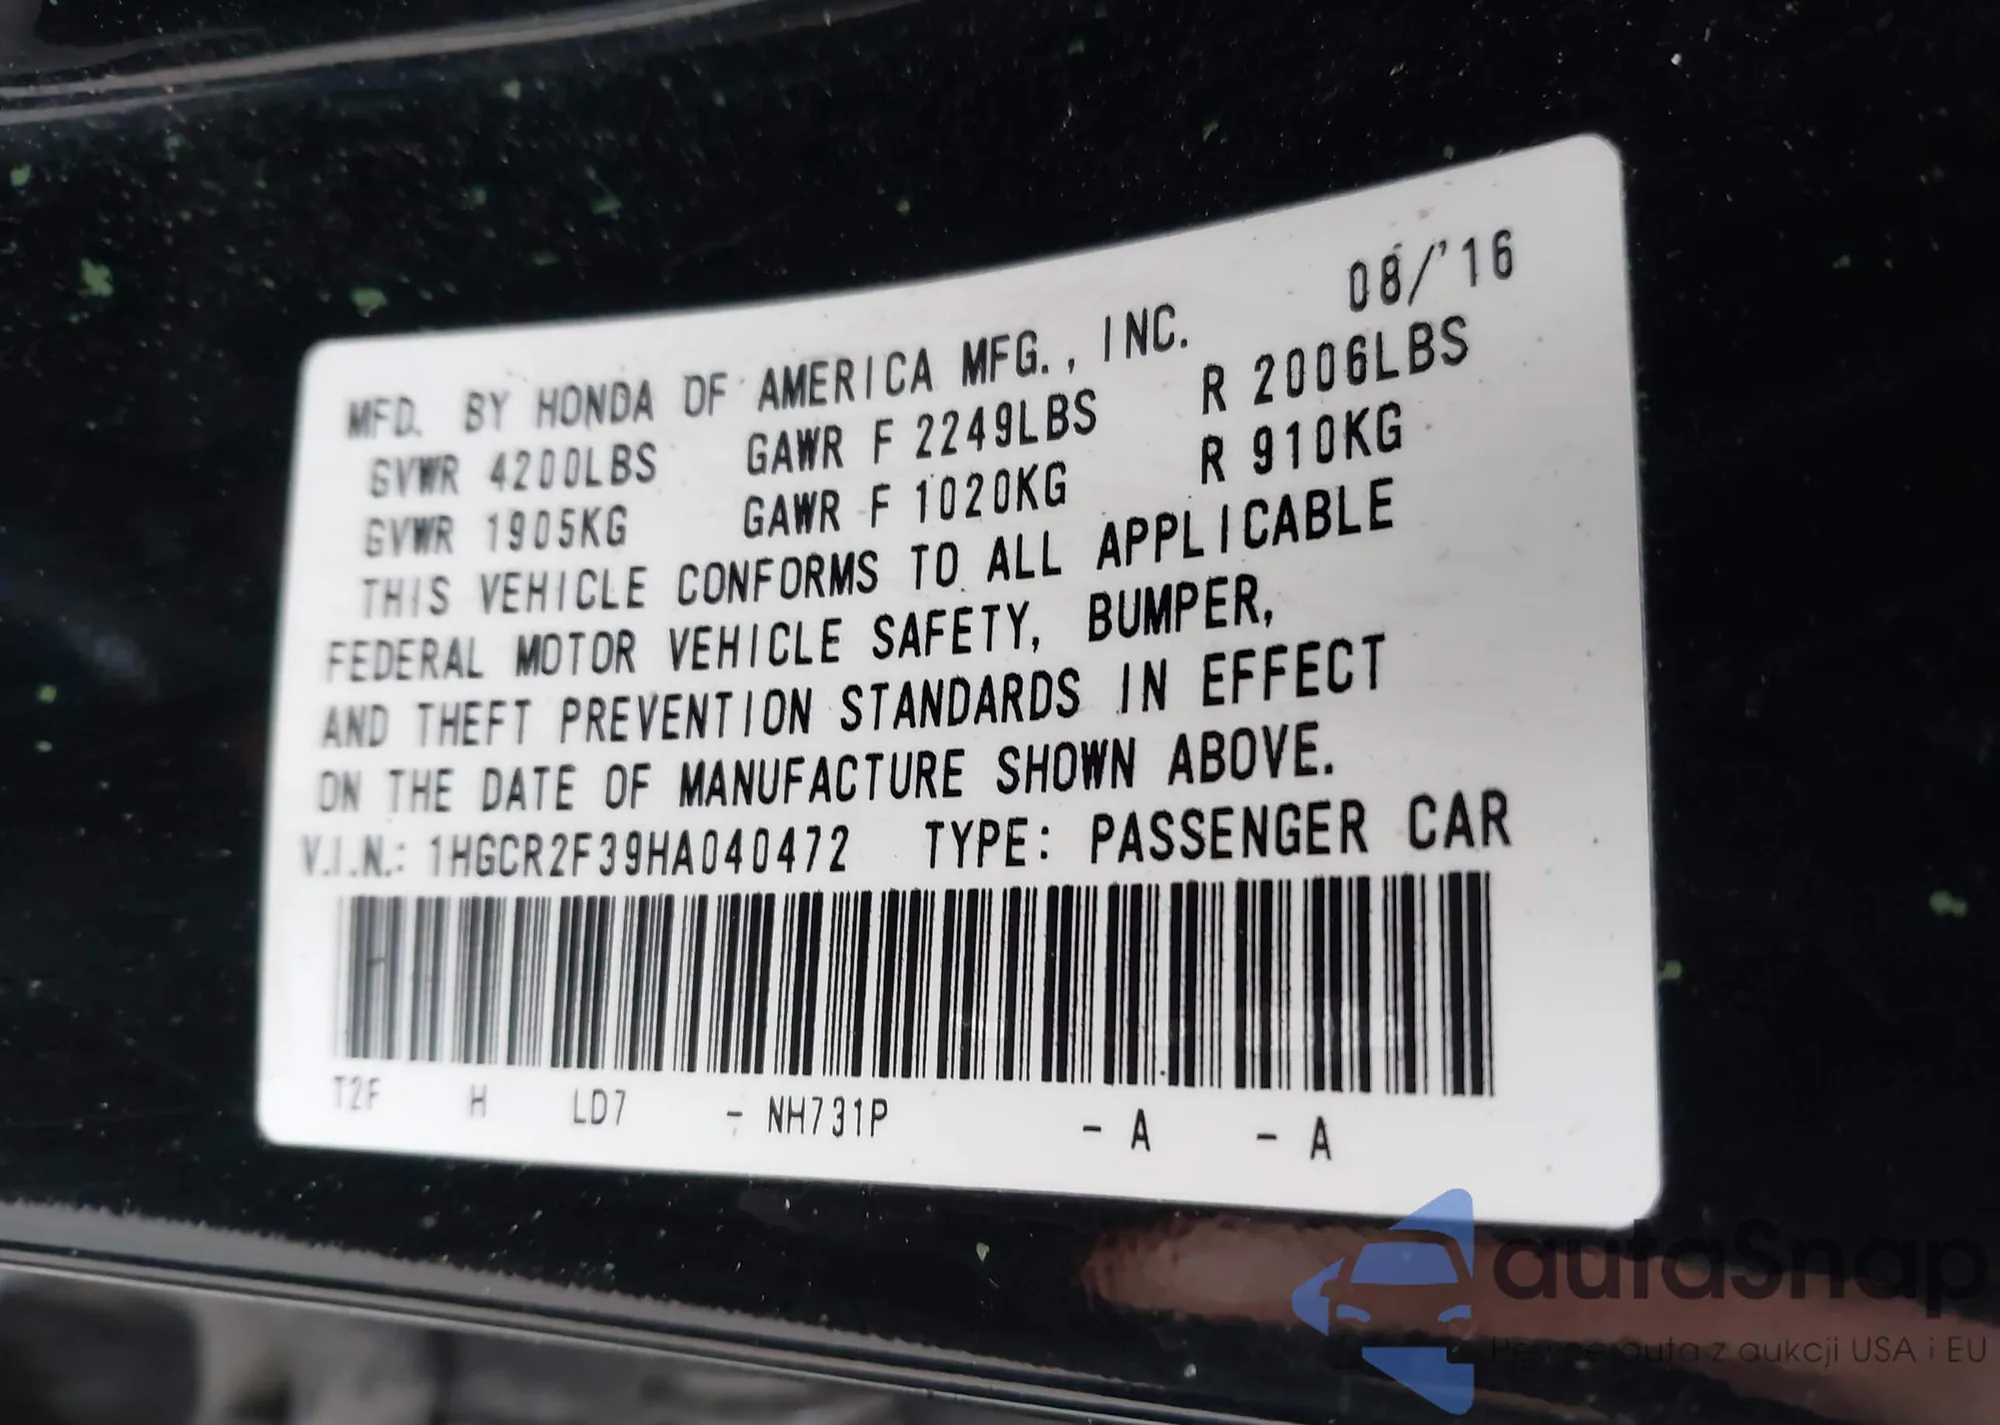 08/'16
MFD. BY HONDA OF AMERICA MFG., INC.
GVWR 4200LBS GAWR F 2249LBS R 2006LBS
GVWR 1905KG GAWR F 1020KG R 910KG
THIS VEHICLE CONFORMS TO ALL APPLICABLE
FEDERAL MOTOR VEHICLE SAFETY, BUMPER,
AND THEFT PREVENTION STANDARDS IN EFFECT
ON THE DATE OF MANUFACTURE SHOWN ABOVE.
V.I.N.: 1HGCR2F39HA040472 TYPE: PASSENGER CAR
T2F H LD7 - NH731P - A - A
autaSnap
Pewne auta z aukcji USA i EU